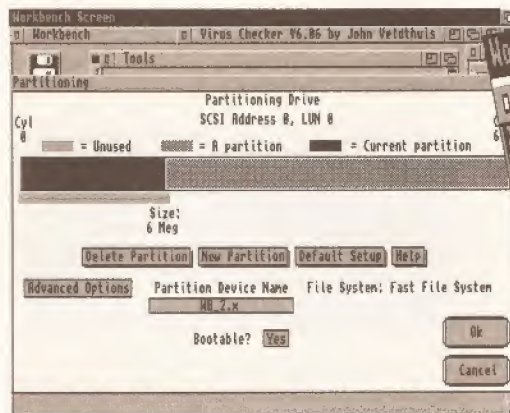 Workbench Screen
Workbench
Virus Checker V6.06 by John Veldthuis
Tools
Partitioning
Partitioning Drive
SCSI Address 0, LUN 0
Cyl
0
= Unused
= A partition
= Current partition
Size:
6 Meg
Delete Partition
New Partition
Default Setup
Help
Advanced Options
Partition Device Name
File System: Fast File System
WB_2.x
Bootable? Yes
Ok
Cancel